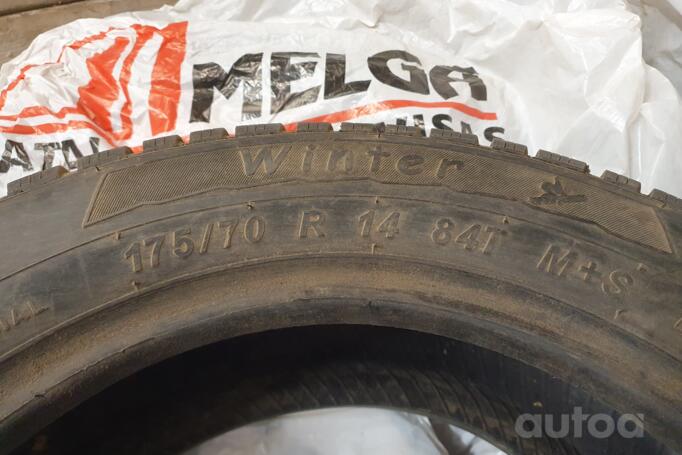 MELGA
Winter
175/70 R 14 84T M+S
autoa